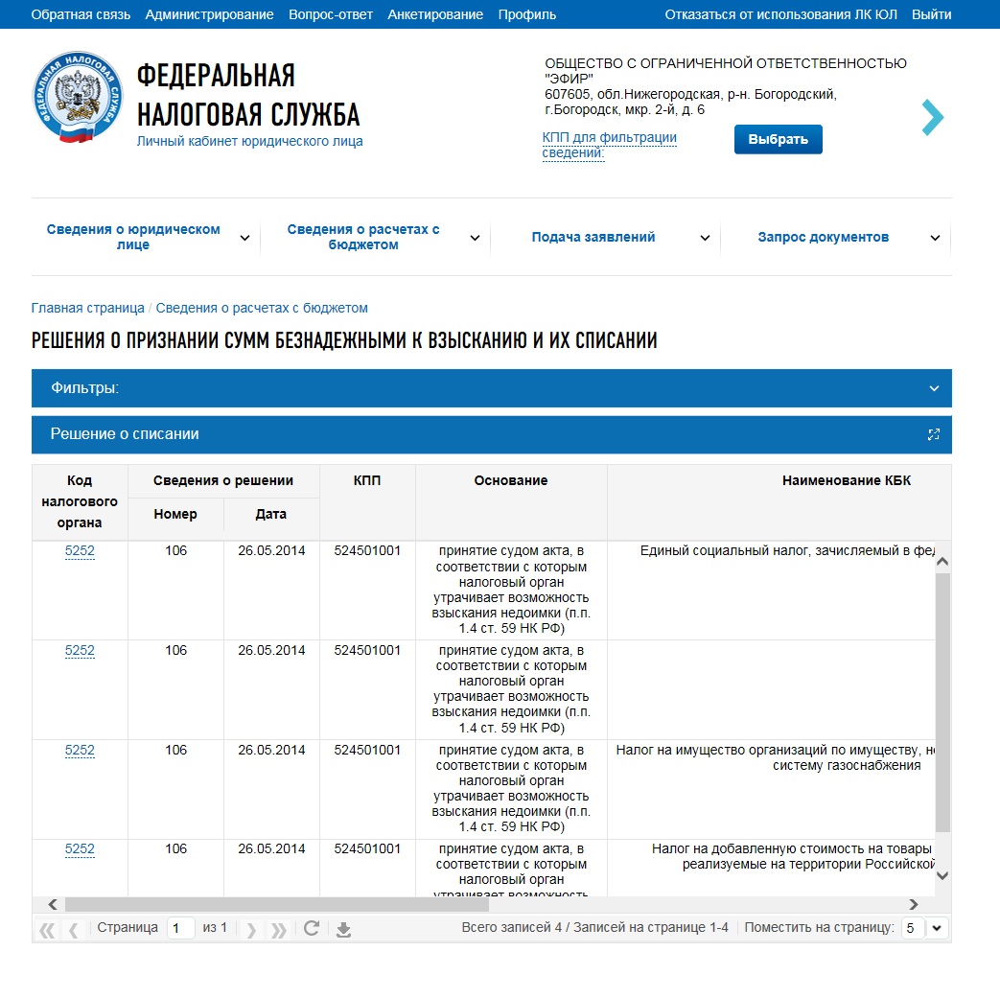 Обратная связь Администрирование Вопрос-ответ Анкетирование Профиль Отказаться от использования ЛК ЮЛ Выйти
ФЕДЕРАЛЬНАЯ НАЛОГОВАЯ СЛУЖБА
ФЕДЕРАЛЬНАЯ
НАЛОГОВАЯ СЛУЖБА
Личный кабинет юридического лица
ОБЩЕСТВО С ОГРАНИЧЕННОЙ ОТВЕТСТВЕННОСТЬЮ
"ЭФИР"
607605, обл.Нижегородская, р-н. Богородский,
г.Богородск, мкр. 2-й, д. 6
КПП для фильтрации
сведений:
Выбрать
Сведения о юридическом
лице
Сведения о расчетах с
бюджетом
Подача заявлений
Запрос документов
Главная страница / Сведения о расчетах с бюджетом
РЕШЕНИЯ О ПРИЗНАНИИ СУММ БЕЗНАДЕЖНЫМИ К ВЗЫСКАНИЮ И ИХ СПИСАНИИ
Фильтры:
Решение о списании
Код
налогового
органа
Сведения о решении
Номер
Дата
КПП
Основание
Наименование КБК
5252
106
26.05.2014
524501001
принятие судом акта, в
соответствии с которым
налоговый орган
утрачивает возможность
взыскания недоимки (п.п.
1.4 ст. 59 НК РФ)
Единый социальный налог, зачисляемый в фед
5252
106
26.05.2014
524501001
принятие судом акта, в
соответствии с которым
налоговый орган
утрачивает возможность
взыскания недоимки (п.п.
1.4 ст. 59 НК РФ)
5252
106
26.05.2014
524501001
принятие судом акта, в
соответствии с которым
налоговый орган
утрачивает возможность
взыскания недоимки (п.п.
1.4 ст. 59 НК РФ)
Налог на имущество организаций по имуществу, не
систему газоснабжения
5252
106
26.05.2014
524501001
принятие судом акта, в
соответствии с которым
налоговый орган
утрачивает возможность
Налог на добавленную стоимость на товары
реализуемые на территории Российской
Страница 1 из 1
Всего записей 4 / Записей на странице 1-4 Поместить на страницу: 5